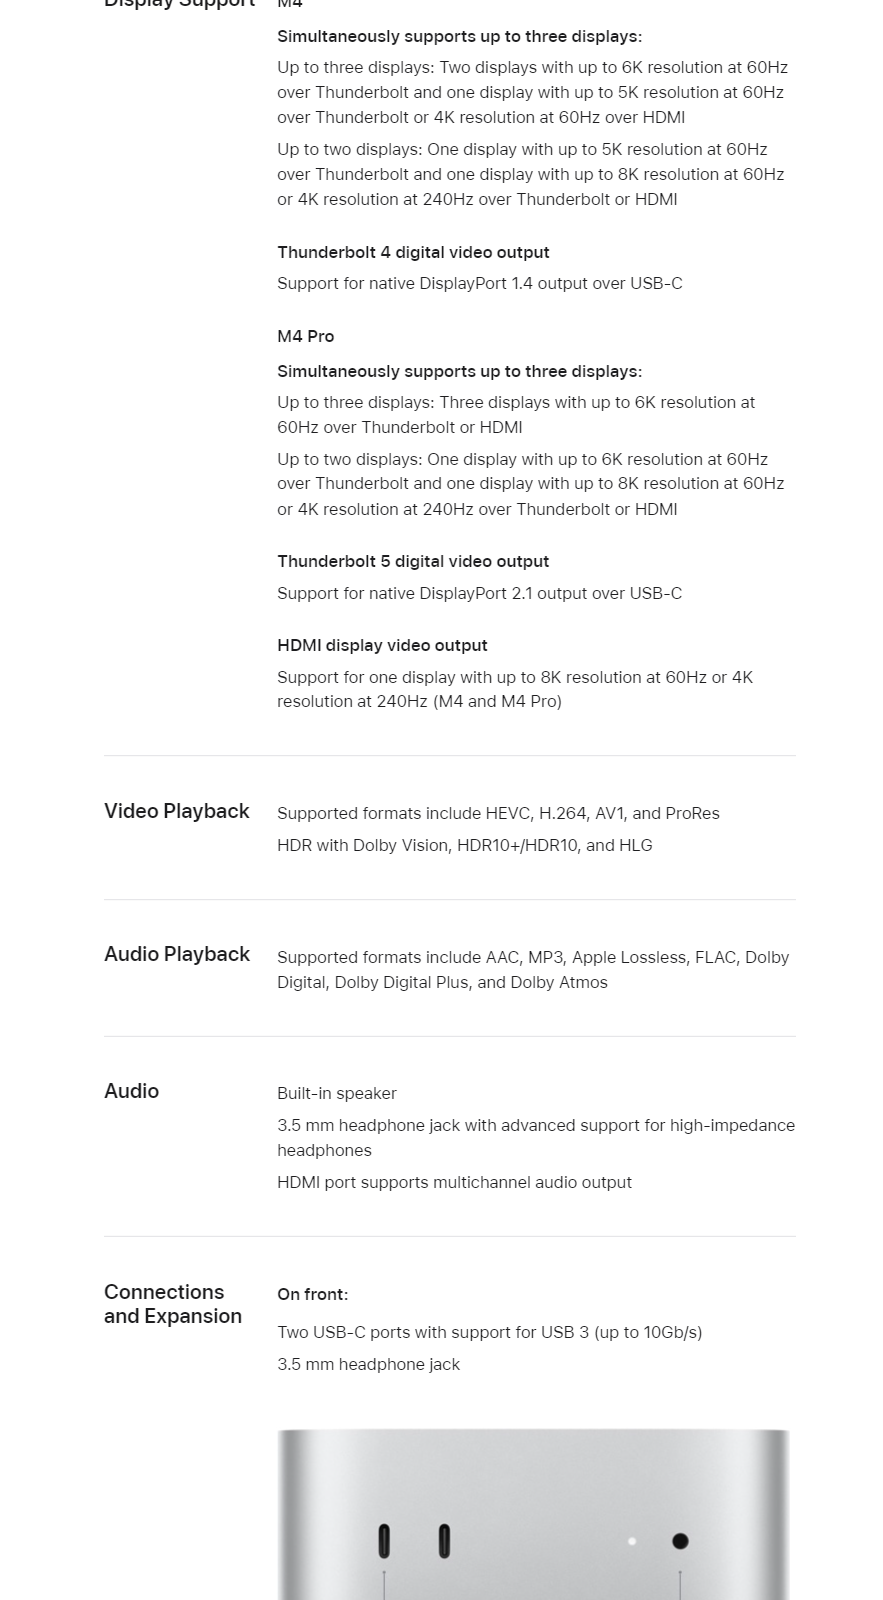 Display Support
M4
Simultaneously supports up to three displays:
Up to three displays: Two displays with up to 6K resolution at 60Hz
over Thunderbolt and one display with up to 5K resolution at 60Hz
over Thunderbolt or 4K resolution at 60Hz over HDMI
Up to two displays: One display with up to 5K resolution at 60Hz
over Thunderbolt and one display with up to 8K resolution at 60Hz
or 4K resolution at 240Hz over Thunderbolt or HDMI
Thunderbolt 4 digital video output
Support for native DisplayPort 1.4 output over USB-C
M4 Pro
Simultaneously supports up to three displays:
Up to three displays: Three displays with up to 6K resolution at
60Hz over Thunderbolt or HDMI
Up to two displays: One display with up to 6K resolution at 60Hz
over Thunderbolt and one display with up to 8K resolution at 60Hz
or 4K resolution at 240Hz over Thunderbolt or HDMI
Thunderbolt 5 digital video output
Support for native DisplayPort 2.1 output over USB-C
HDMI display video output
Support for one display with up to 8K resolution at 60Hz or 4K
resolution at 240Hz (M4 and M4 Pro)
Video Playback
Supported formats include HEVC, H.264, AV1, and ProRes
HDR with Dolby Vision, HDR10+/HDR10, and HLG
Audio Playback
Supported formats include AAC, MP3, Apple Lossless, FLAC, Dolby
Digital, Dolby Digital Plus, and Dolby Atmos
Audio
Built-in speaker
3.5 mm headphone jack with advanced support for high-impedance
headphones
HDMI port supports multichannel audio output
Connections
and Expansion
On front:
Two USB-C ports with support for USB 3 (up to 10Gb/s)
3.5 mm headphone jack